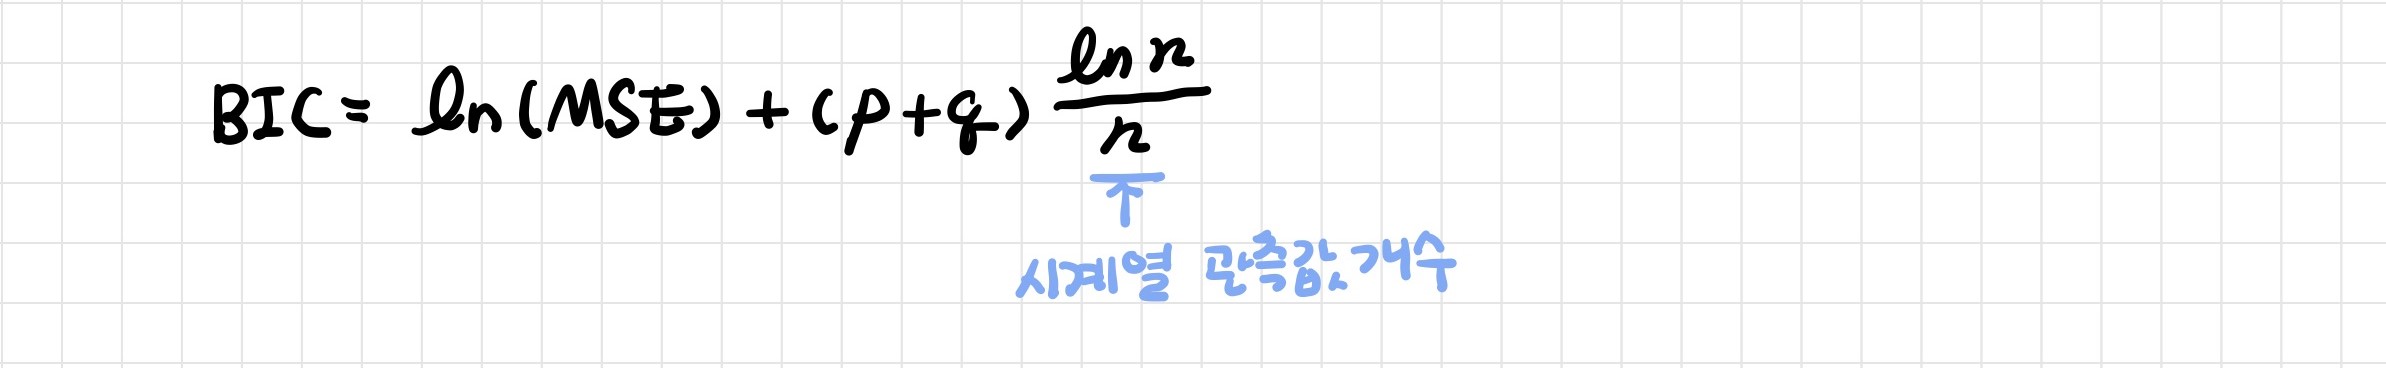 BIC = ln(MSE) + (p+q) ln n / n
시계열 관측값 개수